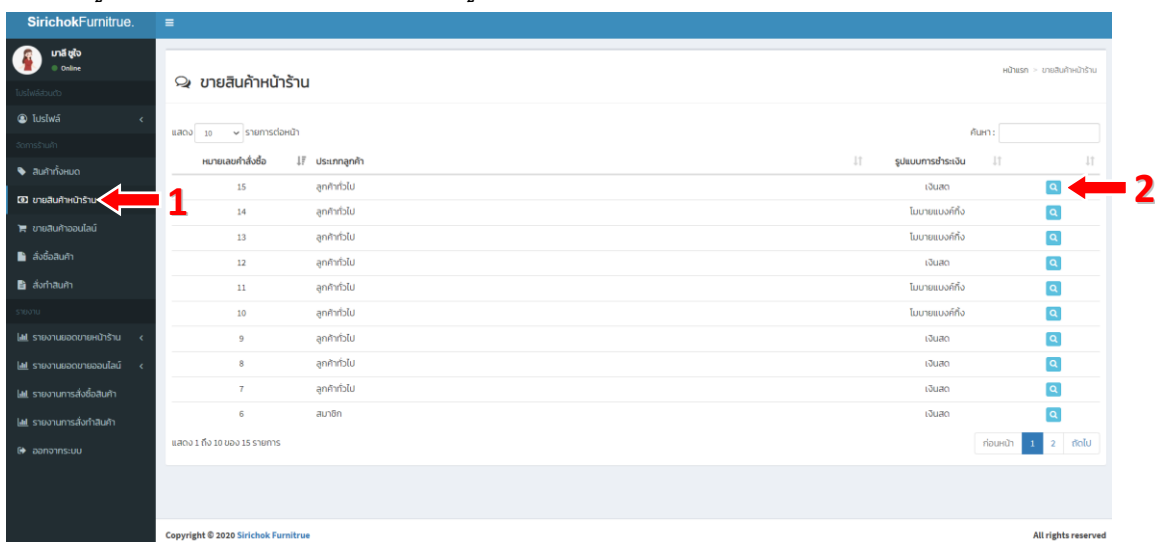 SirichokFurnitrue.
มาลี ชูใจ
Online
หน้าแรก > ขายสินค้าหน้าร้าน
ขายสินค้าหน้าร้าน
โปรไฟล์ส่วนตัว
โปรไฟล์
จัดการร้านค้า
สินค้าทั้งหมด
ขายสินค้าหน้าร้าน
1
ขายสินค้าออนไลน์
สั่งซื้อสินค้า
สั่งทำสินค้า
รายงาน
รายงานยอดขายหน้าร้าน
รายงานยอดขายออนไลน์
รายงานการสั่งซื้อสินค้า
รายงานการสั่งทำสินค้า
ออกจากระบบ
แสดง 10 รายการต่อหน้า
ค้นหา :
หมายเลขคำสั่งซื้อ ประเภทลูกค้า รูปแบบการชำระเงิน
15 ลูกค้าทั่วไป เงินสด
2
14 ลูกค้าทั่วไป โมบายแบงค์กิ้ง
13 ลูกค้าทั่วไป โมบายแบงค์กิ้ง
12 ลูกค้าทั่วไป เงินสด
11 ลูกค้าทั่วไป โมบายแบงค์กิ้ง
10 ลูกค้าทั่วไป โมบายแบงค์กิ้ง
9 ลูกค้าทั่วไป เงินสด
8 ลูกค้าทั่วไป เงินสด
7 ลูกค้าทั่วไป เงินสด
6 สมาชิก เงินสด
แสดง 1 ถึง 10 ของ 15 รายการ
ก่อนหน้า 1 2 ถัดไป
Copyright © 2020 Sirichok Furnitrue
All rights reserved